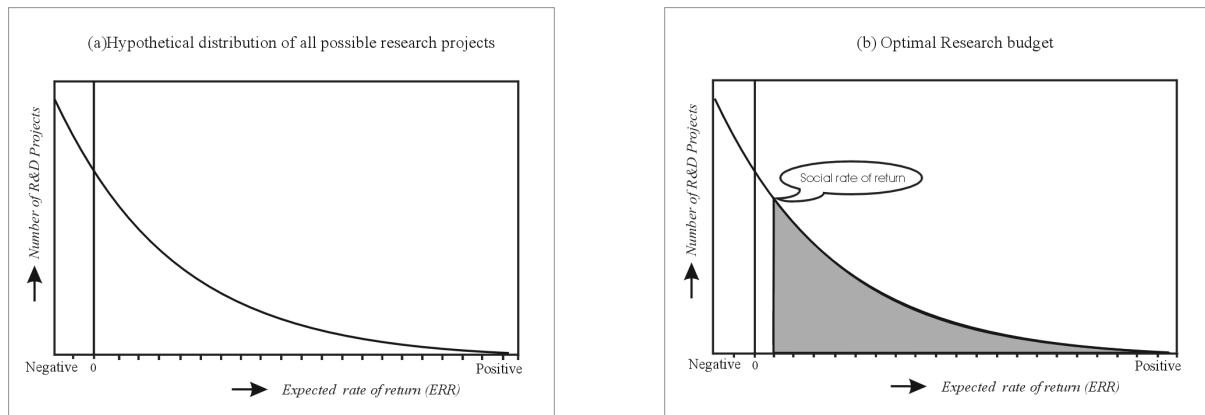 (a)Hypothetical distribution of all possible research projects
Number of R&D Projects
Negative 0 Positive
Expected rate of return (ERR)
(b) Optimal Research budget
Number of R&D Projects
Social rate of return
Negative 0 Positive
Expected rate of return (ERR)